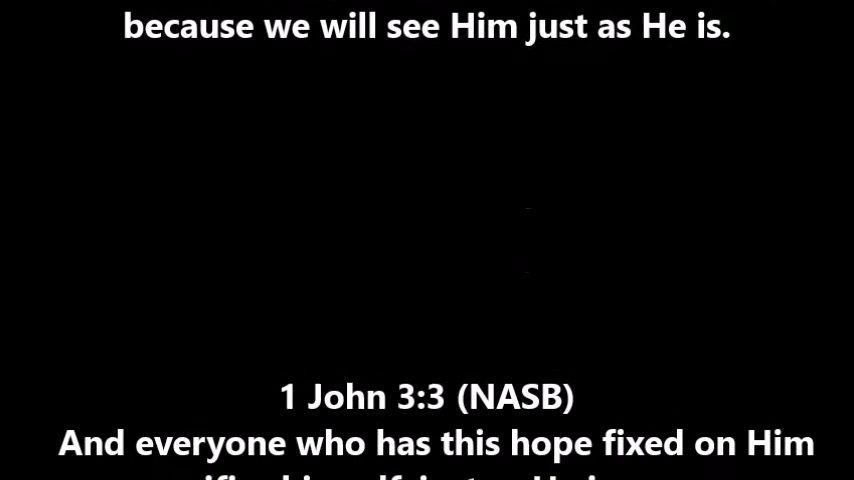 because we will see Him just as He is.
1 John 3:3 (NASB)
And everyone who has this hope fixed on Him